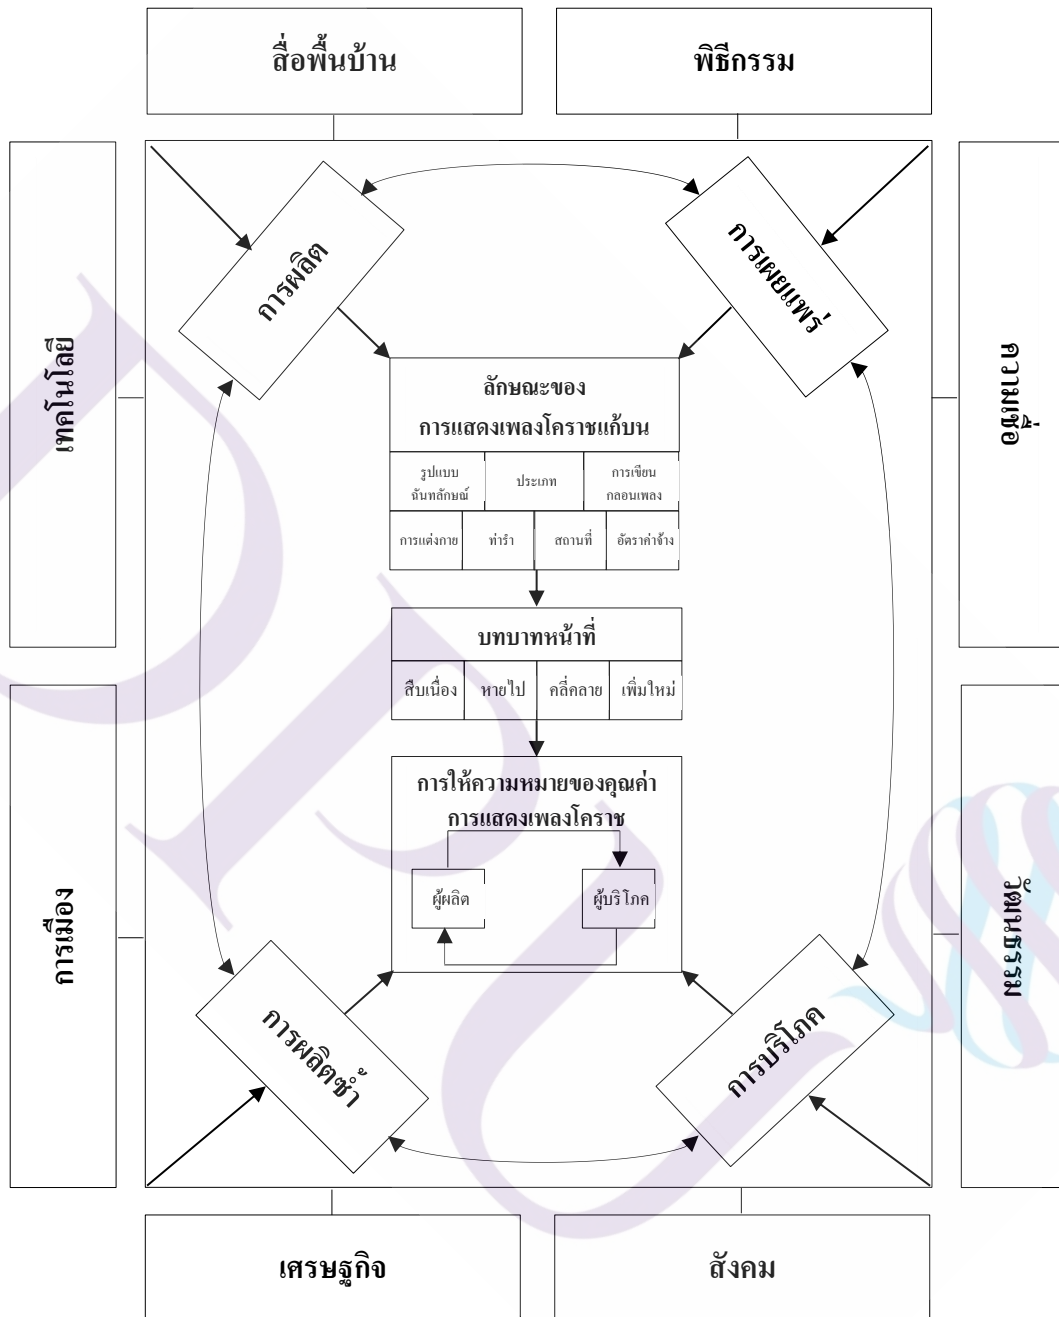 สื่อพื้นบ้าน
พิธีกรรม
เทคโนโลยี
การเมือง
ความเชื่อ
วัฒนธรรม
การผลิต
การเผยแพร่
ลักษณะของ
การแสดงเพลงโคราชแก้บน
รูปแบบ
ฉันทลักษณ์
ประเภท
การเขียน
กลอนเพลง
การแต่งกาย
ท่ารำ
สถานที่
อัตราค่าจ้าง
บทบาทหน้าที่
สืบเนื่อง
หายไป
คลี่คลาย
เพิ่มใหม่
การให้ความหมายของคุณค่า
การแสดงเพลงโคราช
ผู้ผลิต
ผู้บริโภค
การผลิตซ้ำ
การบริโภค
เศรษฐกิจ
สังคม
DPU